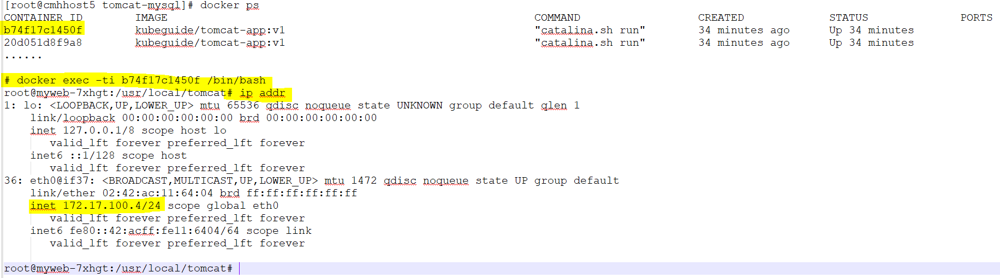 [root@cmhhost5 tomcat-mysql]# docker ps
CONTAINER ID        IMAGE                                                        COMMAND                  CREATED             STATUS              PORTS
b74f17c1450f        kubeguide/tomcat-app:v1                                      "catalina.sh run"        34 minutes ago      Up 34 minutes
20d051d8f9a8        kubeguide/tomcat-app:v1                                      "catalina.sh run"        34 minutes ago      Up 34 minutes
......
# docker exec -ti b74f17c1450f /bin/bash
root@myweb-7xhgt:/usr/local/tomcat# ip addr
1: lo: <LOOPBACK,UP,LOWER_UP> mtu 65536 qdisc noqueue state UNKNOWN group default qlen 1
    link/loopback 00:00:00:00:00:00 brd 00:00:00:00:00:00
    inet 127.0.0.1/8 scope host lo
       valid_lft forever preferred_lft forever
    inet6 ::1/128 scope host
       valid_lft forever preferred_lft forever
36: eth0@if37: <BROADCAST,MULTICAST,UP,LOWER_UP> mtu 1472 qdisc noqueue state UP group default
    link/ether 02:42:ac:11:64:04 brd ff:ff:ff:ff:ff:ff
    inet 172.17.100.4/24 scope global eth0
       valid_lft forever preferred_lft forever
    inet6 fe80::42:acff:fe11:6404/64 scope link
       valid_lft forever preferred_lft forever
root@myweb-7xhgt:/usr/local/tomcat#